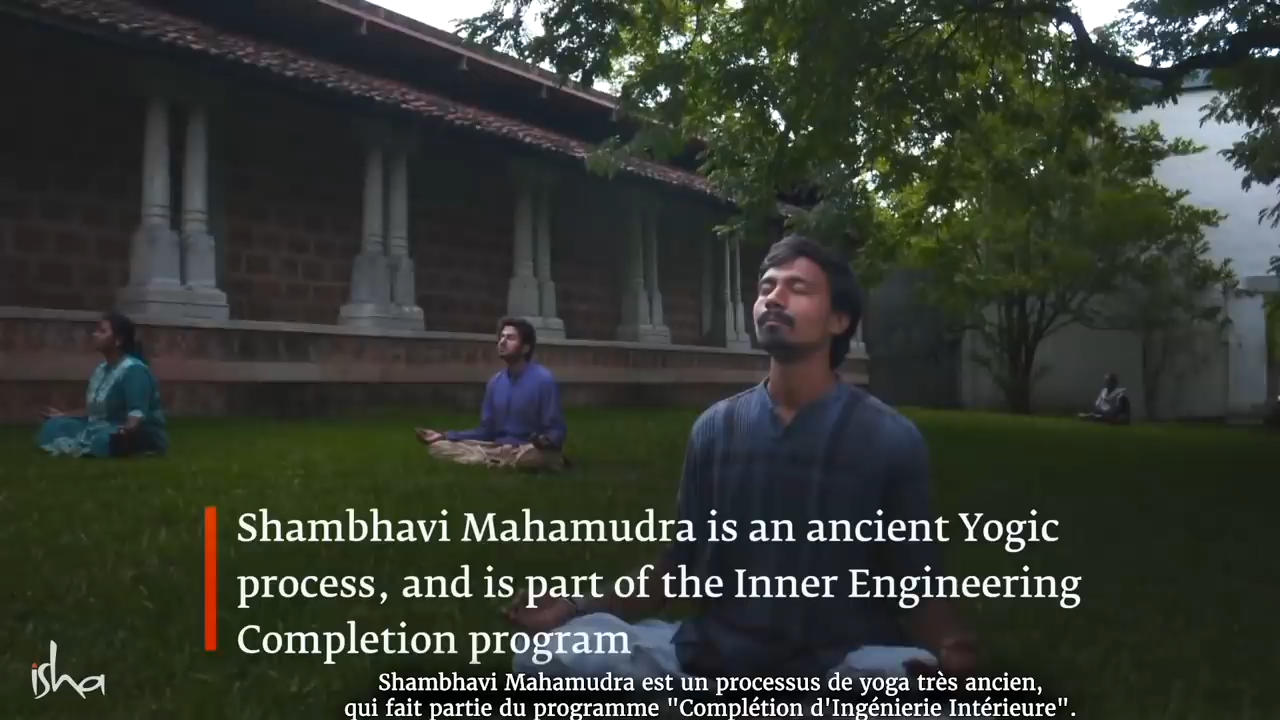 Shambhavi Mahamudra is an ancient Yogic
process, and is part of the Inner Engineering
Completion program
isha
Shambhavi Mahamudra est un processus de yoga très ancien,
qui fait partie du programme "Complétion d'Ingénierie Intérieure".